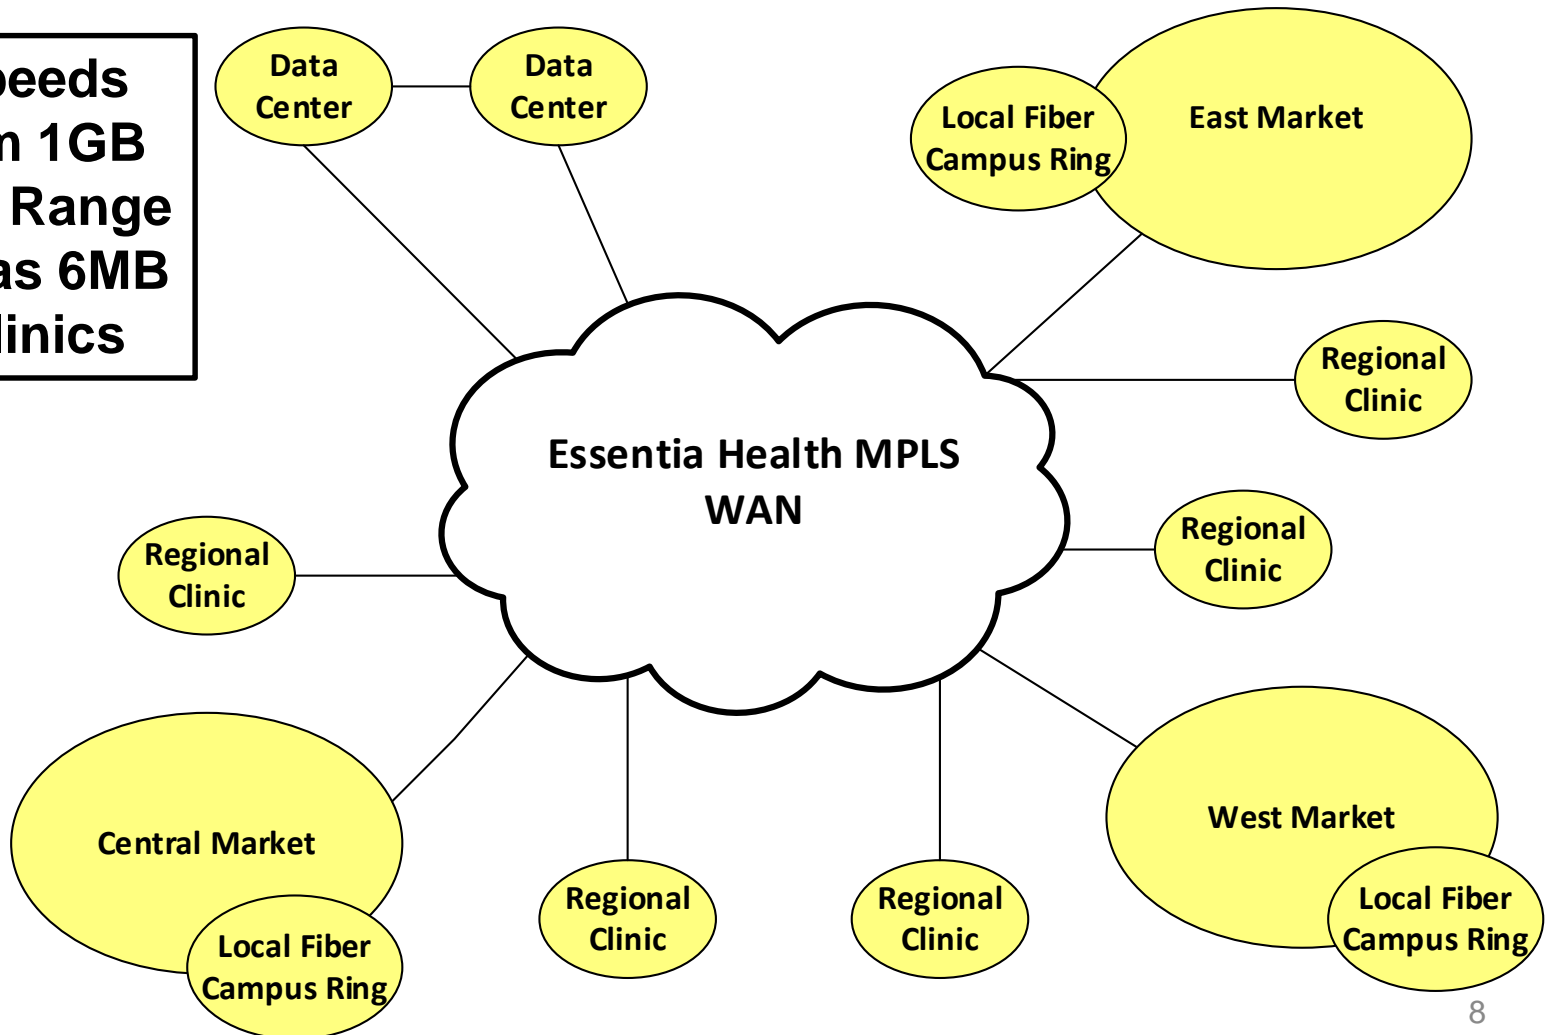 peeds
m 1GB
Range
as 6MB
linics
Data
Center
Data
Center
Local Fiber
Campus Ring
East Market
Regional
Clinic
Essentia Health MPLS
WAN
Regional
Clinic
Regional
Clinic
Central Market
Local Fiber
Campus Ring
Regional
Clinic
Regional
Clinic
West Market
Local Fiber
Campus Ring
8